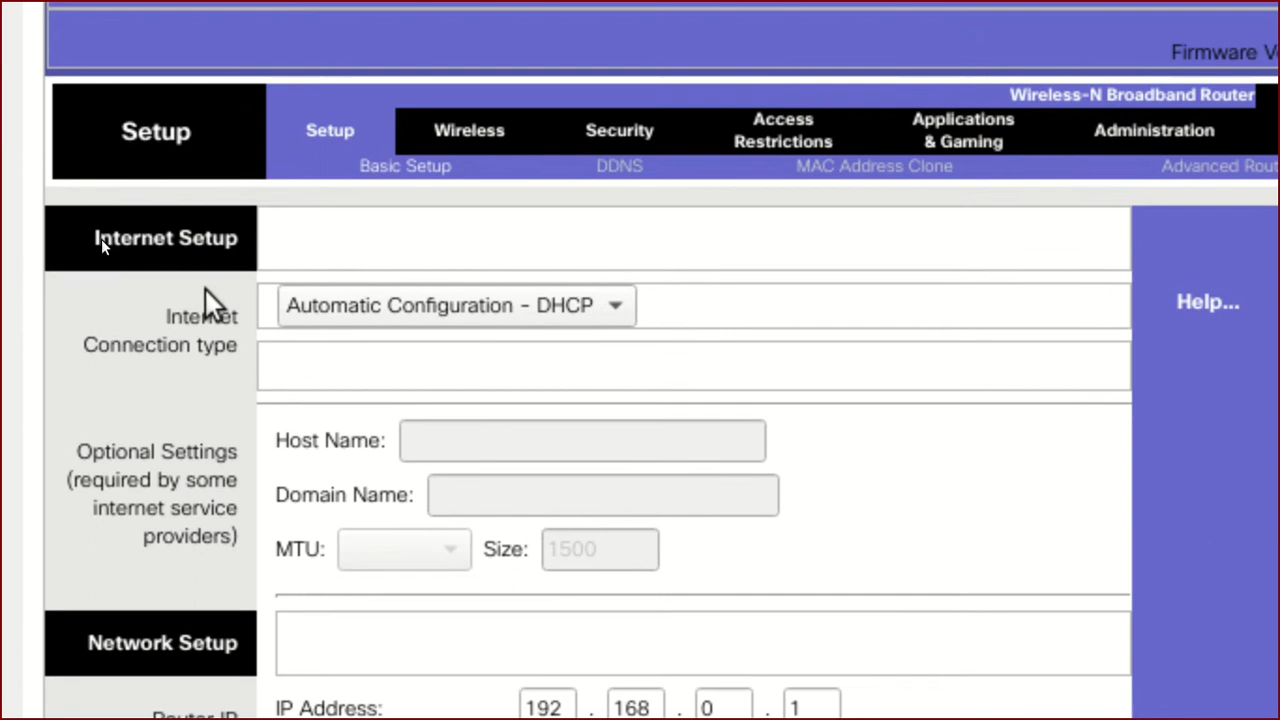 Firmware
Wireless-N Broadband Router
Setup
Setup Wireless Security Access Restrictions Applications & Gaming Administration
Basic Setup DDNS MAC Address Clone Advanced
Internet Setup
Internet
Connection type
Automatic Configuration - DHCP
Help...
Optional Settings
(required by some
internet service
providers)
Host Name:
Domain Name:
MTU: Size: 1500
Network Setup
IP Address: 192 . 168 . 0 . 1